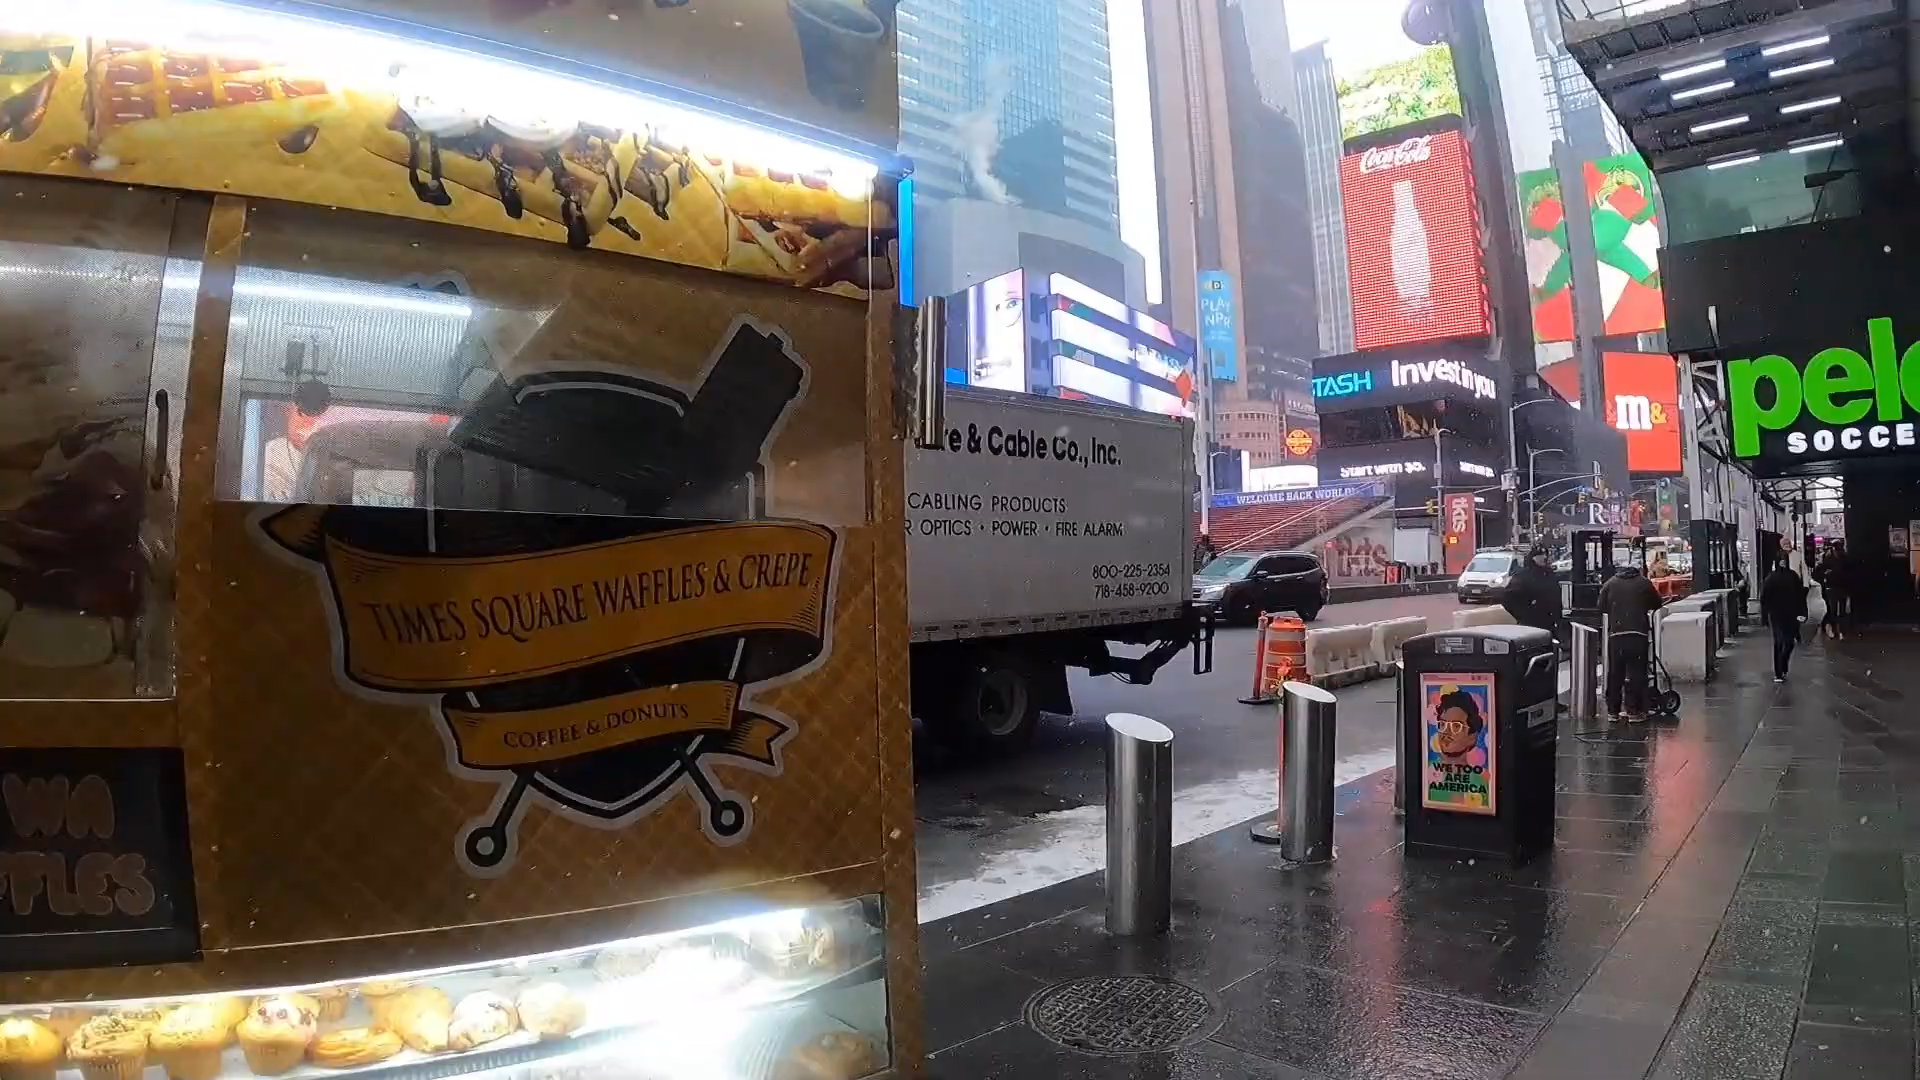 TIMES SQUARE WAFFLES & CREPE
COFFEE & DONUTS
WA
FFLES
re & Cable Co., Inc.
CABLING PRODUCTS
R OPTICS • POWER • FIRE ALARM
800-225-2354
718-458-9200
PLAY
NPR
Coca-Cola
STASH Invest in you
Start with $5.
m&
WELCOME BACK WORLD!
tkts
tkts
pelo
SOCCE
WE TOO
ARE
AMERICA